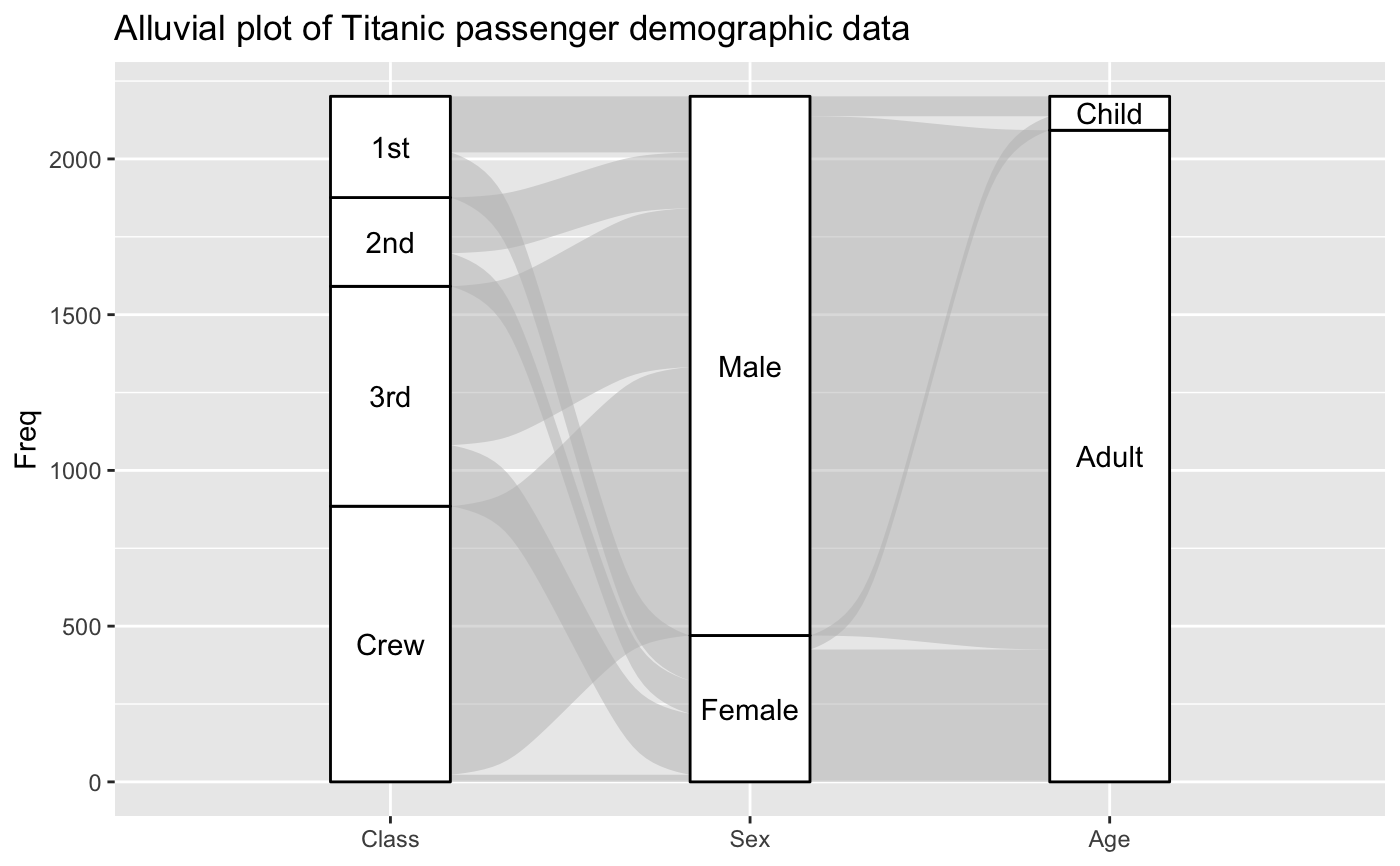 Alluvial plot of Titanic passenger demographic data
Freq
2000
1500
1000
500
0
1st
2nd
3rd
Crew
Male
Female
Child
Adult
Class
Sex
Age